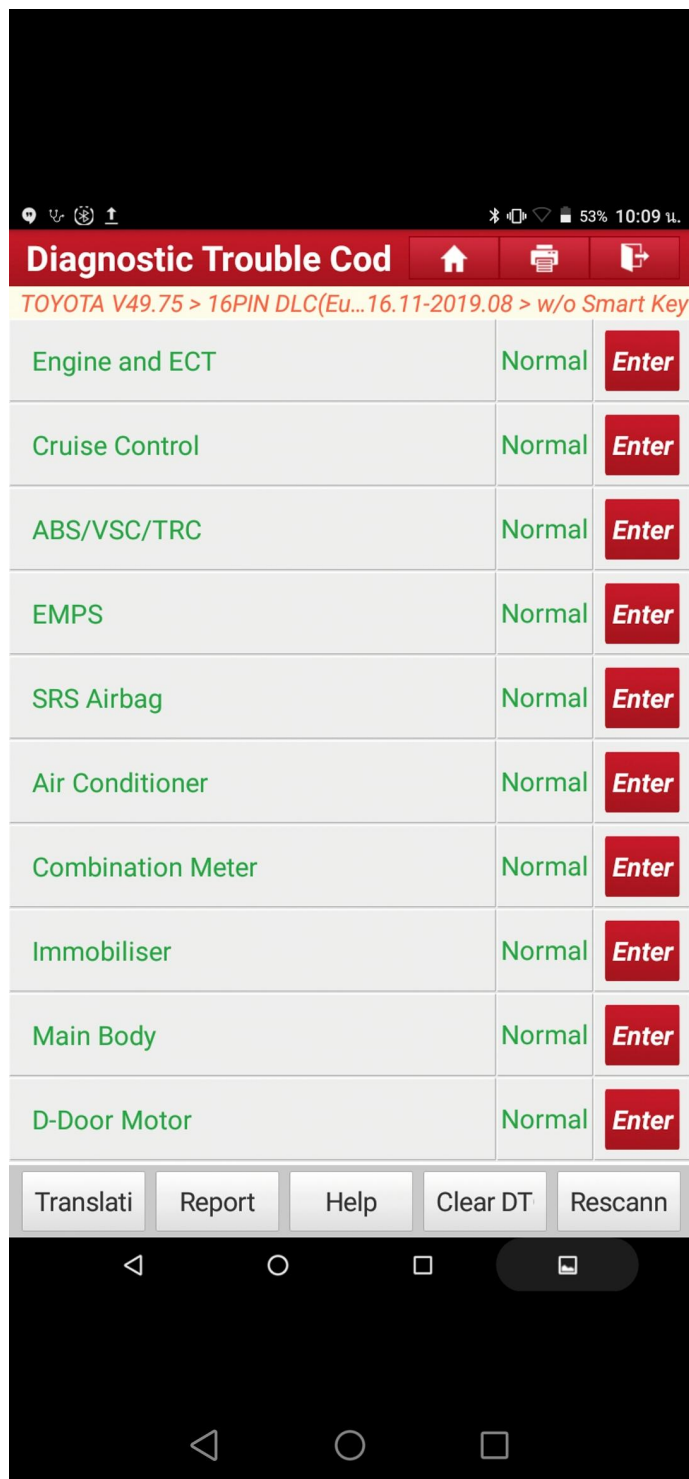 53% 10:09 น.
Diagnostic Trouble Cod
TOYOTA V49.75 > 16PIN DLC(Eu...16.11-2019.08 > w/o Smart Key
Engine and ECT Normal Enter
Cruise Control Normal Enter
ABS/VSC/TRC Normal Enter
EMPS Normal Enter
SRS Airbag Normal Enter
Air Conditioner Normal Enter
Combination Meter Normal Enter
Immobiliser Normal Enter
Main Body Normal Enter
D-Door Motor Normal Enter
Translati Report Help Clear DT Rescann